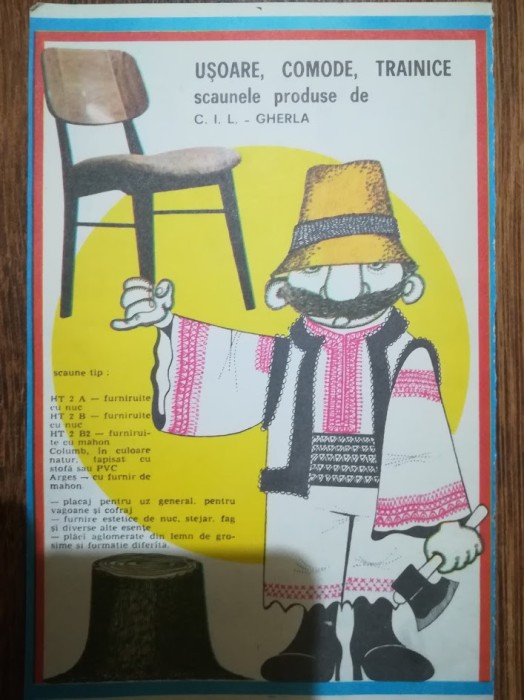 UȘOARE, COMODE, TRAINICE
scaunele produse de
C. I. L. - GHERLA
scaune tip :
HT 2 A — furniruite
cu nuc
HT 2 B — furniruite
cu nuc
HT 2 B2 — furnirui-
te cu mahon
Columb, în culoare
natur, tapisat cu
stofă sau PVC
Argeș — cu furnir de
mahon
— placaj pentru uz general, pentru
vagoane și cofraj
— furnire estetice de nuc, stejar, fag
și diverse alte esențe
— plăci aglomerate din lemn de gro-
sime și formație diferită.